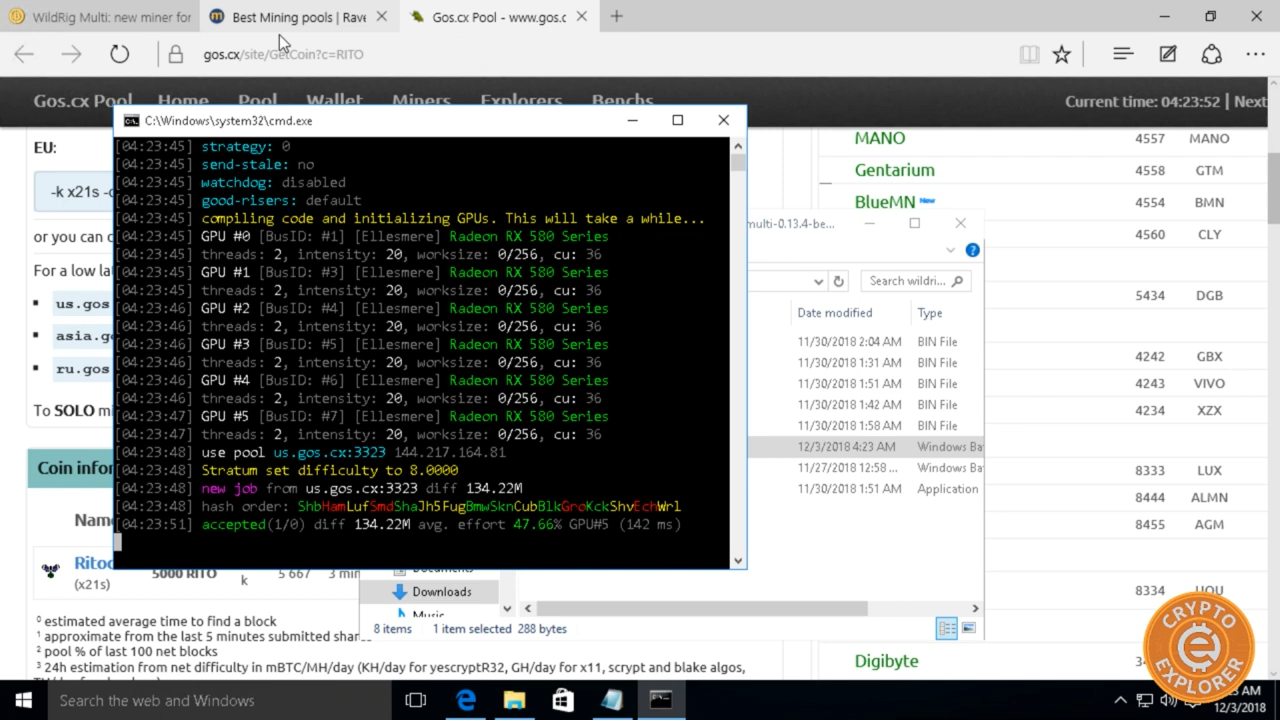 WildRig Multi: new miner for
Best Mining pools | Rave
Gos.cx Pool - www.gos.c
gos.cx/site/GetCoin?c=RITO
Gos.cx Pool Home Pool Wallet Miners Explorers Benchs
Current time: 04:23:52 | Next
EU:
-k x21s -
or you can
For a low la
us.gos
asia.g
ru.gos
To SOLO m
Coin infor
Name
Ritoc
(x21s)
5000 RITO
k
5 667
3 min
0 estimated average time to find a block
1 approximate from the last 5 minutes submitted shar
2 pool % of last 100 net blocks
3 24h estimation from net difficulty in mBTC/MH/day (KH/day for yescryptR32, GH/day for x11, scrypt and blake algos,
C:\Windows\system32\cmd.exe
[04:23:45] strategy: 0
[04:23:45] send-stale: no
[04:23:45] watchdog: disabled
[04:23:45] good-risers: default
[04:23:45] compiling code and initializing GPUs. This will take a while...
[04:23:45] GPU #0 [BusID: #1] [Ellesmere] Radeon RX 580 Series
[04:23:45] threads: 2, intensity: 20, worksize: 0/256, cu: 36
[04:23:45] GPU #1 [BusID: #3] [Ellesmere] Radeon RX 580 Series
[04:23:45] threads: 2, intensity: 20, worksize: 0/256, cu: 36
[04:23:46] GPU #2 [BusID: #4] [Ellesmere] Radeon RX 580 Series
[04:23:46] threads: 2, intensity: 20, worksize: 0/256, cu: 36
[04:23:46] GPU #3 [BusID: #5] [Ellesmere] Radeon RX 580 Series
[04:23:46] threads: 2, intensity: 20, worksize: 0/256, cu: 36
[04:23:46] GPU #4 [BusID: #6] [Ellesmere] Radeon RX 580 Series
[04:23:46] threads: 2, intensity: 20, worksize: 0/256, cu: 36
[04:23:47] GPU #5 [BusID: #7] [Ellesmere] Radeon RX 580 Series
[04:23:47] threads: 2, intensity: 20, worksize: 0/256, cu: 36
[04:23:48] use pool us.gos.cx:3323 144.217.164.81
[04:23:48] Stratum set difficulty to 8.0000
[04:23:48] new job from us.gos.cx:3323 diff 134.22M
[04:23:48] hash order: ShbHamLufSmdShaJh5FugBmwSknCubBlkGroKckShvEchWrl
[04:23:51] accepted(1/0) diff 134.22M avg. effort 47.66% GPU#5 (142 ms)
multi-0.13.4-be...
Search wildri...
Date modified Type
11/30/2018 2:04 AM BIN File
11/30/2018 1:31 AM BIN File
11/30/2018 1:51 AM BIN File
11/30/2018 1:42 AM BIN File
11/30/2018 1:58 AM BIN File
12/3/2018 4:23 AM Windows Ba
11/27/2018 12:58 ... Windows Ba
11/30/2018 1:51 AM Application
Documents
Downloads
Music
8 items 1 item selected 288 bytes
MANO 4557 MANO
Gentarium 4558 GTM
BlueMN New 4554 BMN
4560 CLY
5434 DGB
4242 GBX
4243 VIVO
4234 XZX
8333 LUX
8444 ALMN
8455 AGM
8334
Digibyte
CRYPTO
EXPLORER
Search the web and Windows
AM
12/3/2018